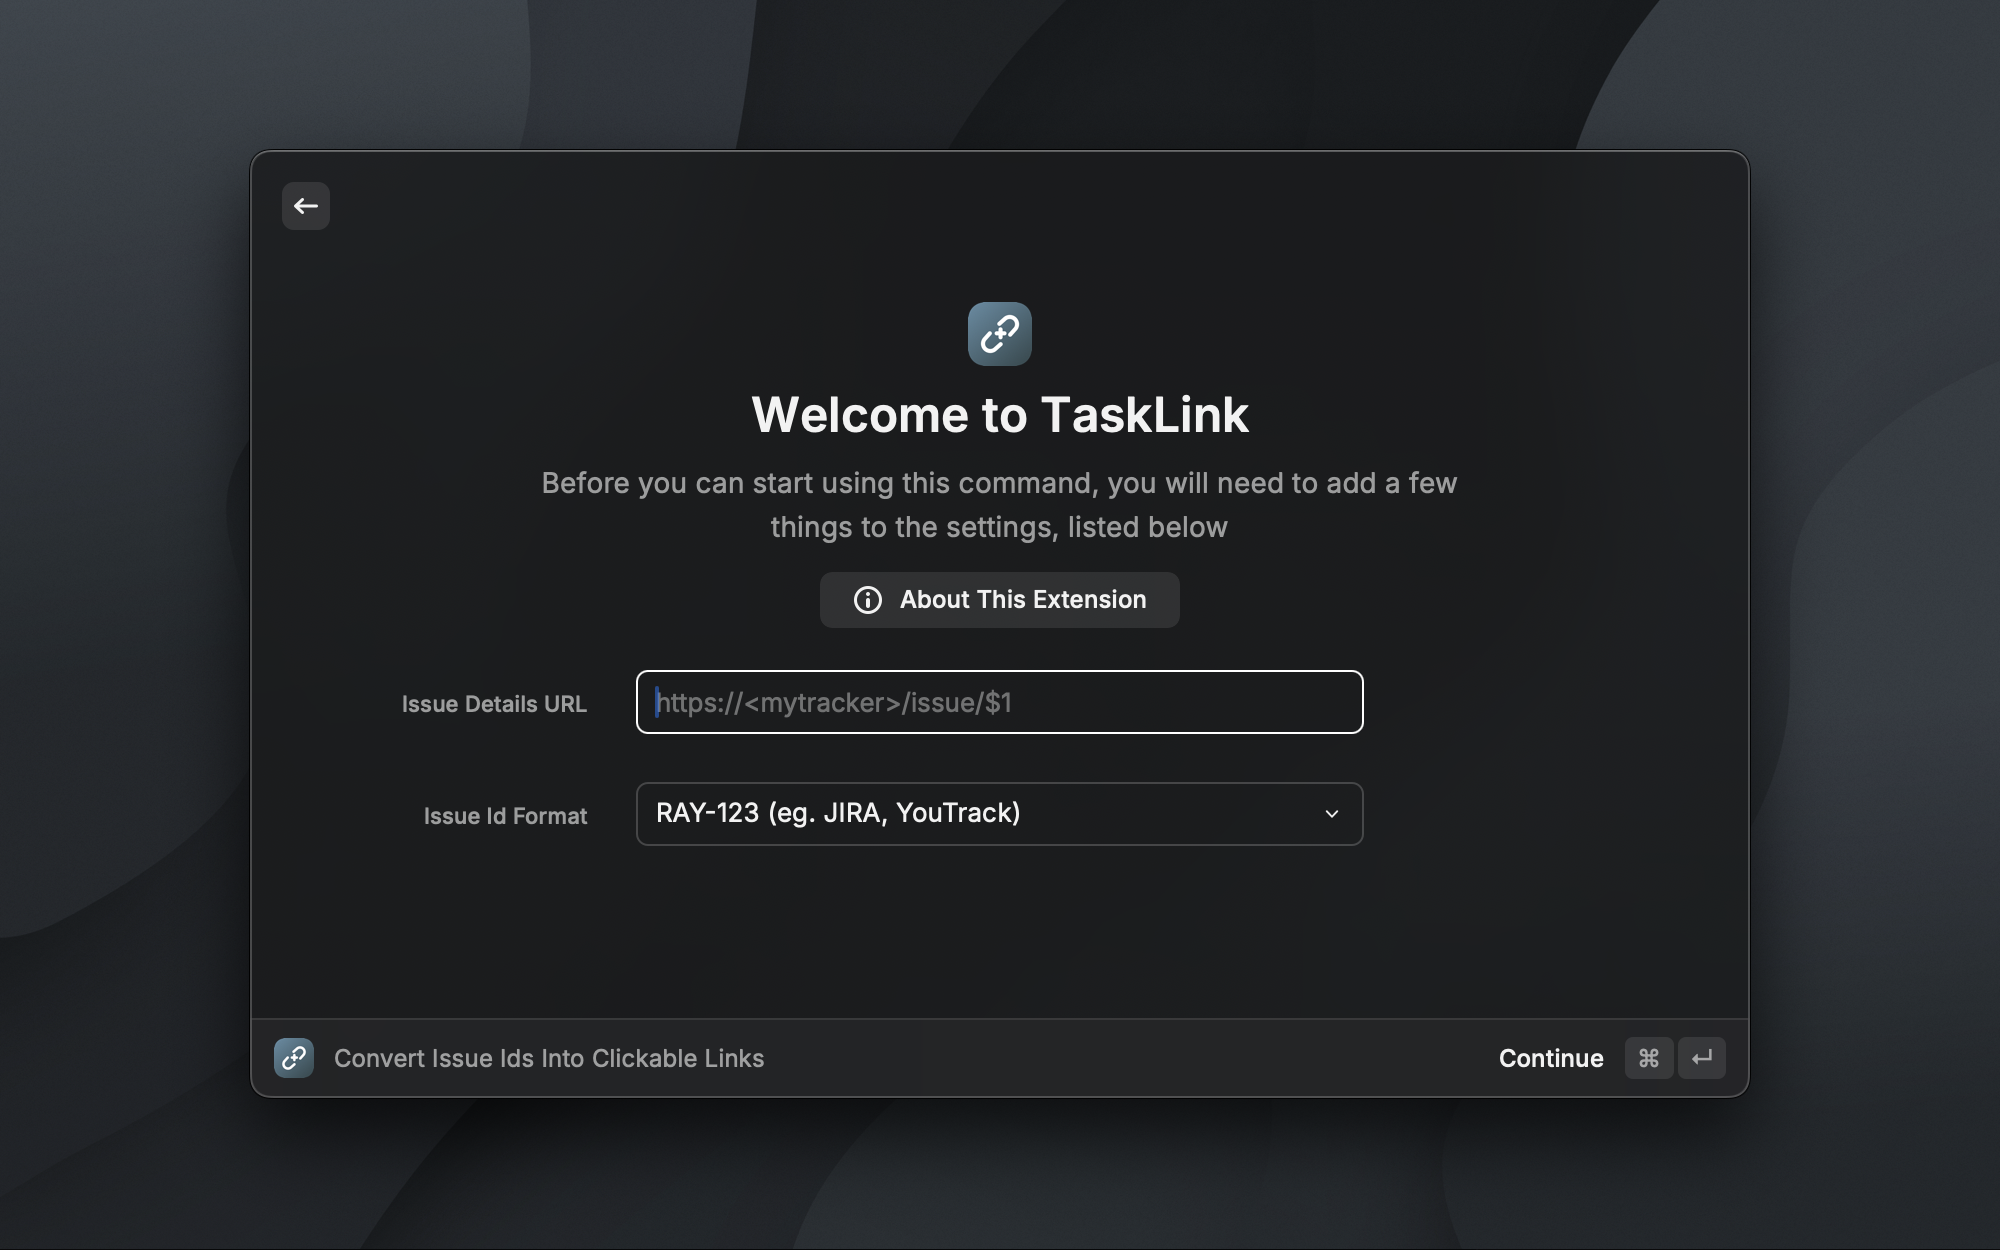 Welcome to TaskLink
Before you can start using this command, you will need to add a few
things to the settings, listed below
About This Extension
Issue Details URL
https://<mytracker>/issue/$1
Issue Id Format
RAY-123 (eg. JIRA, YouTrack)
Convert Issue Ids Into Clickable Links
Continue ⌘ ↵